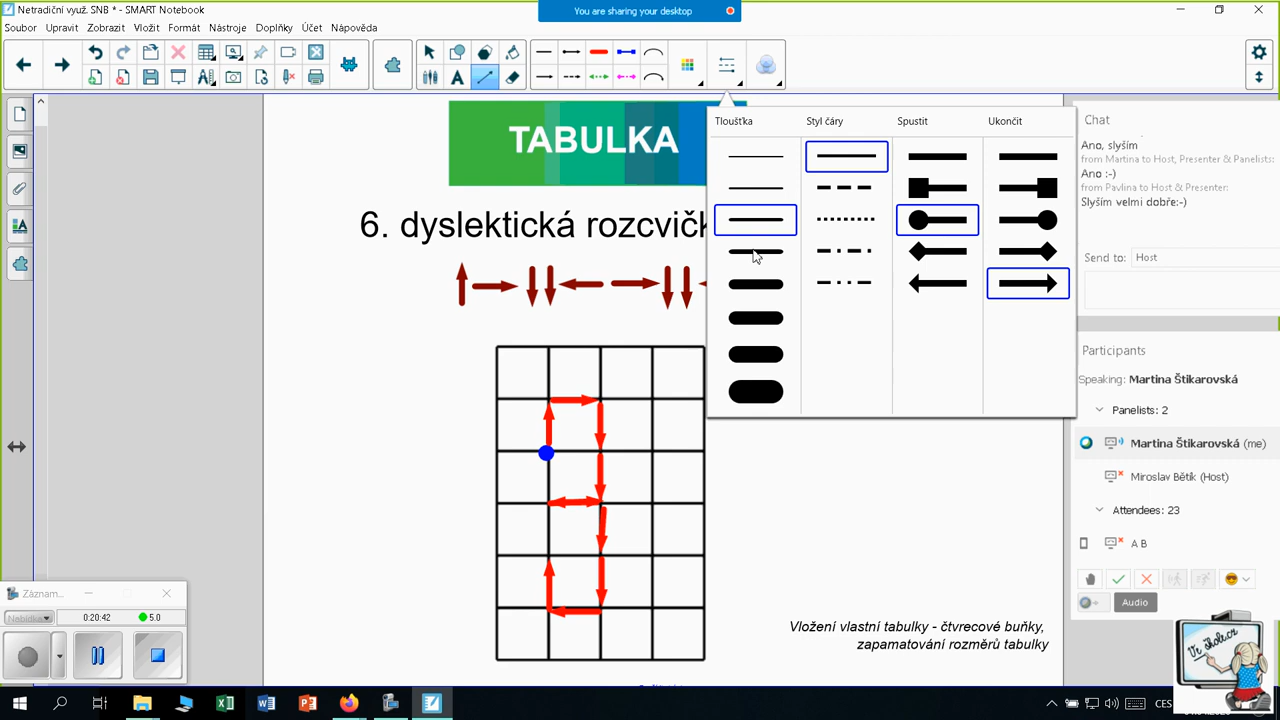 Netradiční využ. SNB * - SMART Notebook
You are sharing your desktop
Soubor Upravit Zobrazit Vložit Formát Nástroje Doplňky Účet Nápověda
TABULKA
6. dyslektická rozcvičk
Tloušťka Styl čáry Spustit Ukončit
Chat
Ano, slyším
from Martina to Host, Presenter & Panelists:
Ano :-)
from Pavlina to Host & Presenter:
Slyším velmi dobře:-)
Send to: Host
Participants
Speaking: Martina Štikarovská
Panelists: 2
Martina Štikarovská (me)
Miroslav Bětík (Host)
Attendees: 23
A B
Audio
Vložení vlastní tabulky - čtvercové buňky,
zapamatování rozměrů tabulky
Záznam...
Nabídka
0:20:42
5.0
Ve škole.cz
CES